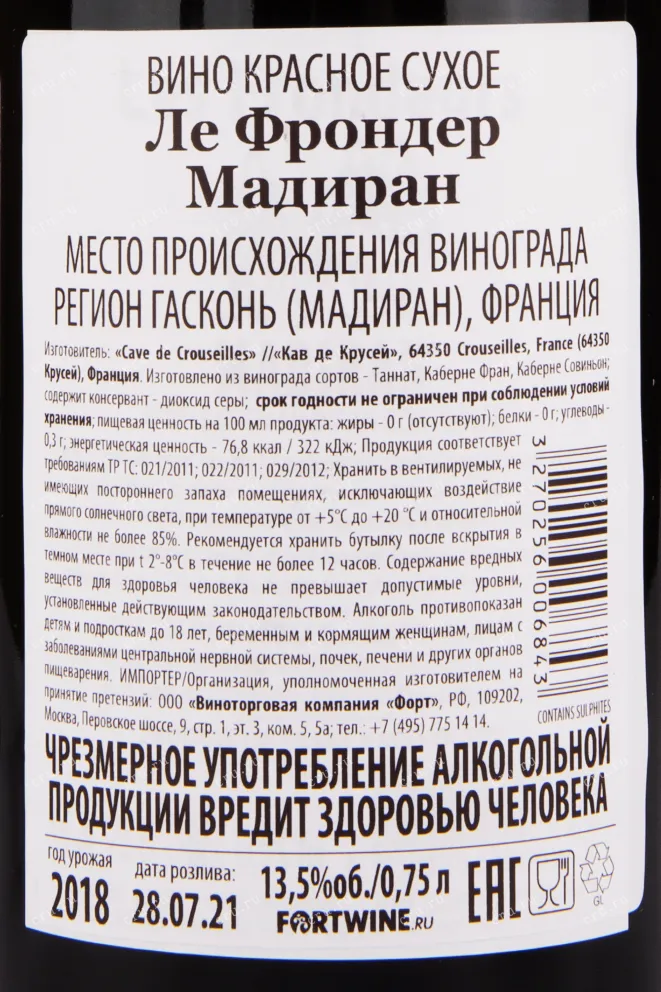 ВИНО КРАСНОЕ СУХОЕ
Ле Фрондер
Мадиран
МЕСТО ПРОИСХОЖДЕНИЯ ВИНОГРАДА
РЕГИОН ГАСКОНЬ (МАДИРАН), ФРАНЦИЯ
Изготовитель: «Cave de Crouseilles» //«Кав де Крусей», 64350 Crouseilles, France (64350
Крусей), Франция. Изготовлено из винограда сортов - Таннат, Каберне Фран, Каберне Совиньон;
содержит консервант - диоксид серы; срок годности не ограничен при соблюдении условий
хранения; пищевая ценность на 100 мл продукта: жиры - 0 г (отсутствуют); белки - 0 г; углеводы -
0,3 г; энергетическая ценность - 76,8 ккал / 322 кДж; Продукция соответствует
требованиям ТР ТС: 021/2011; 022/2011; 029/2012; Хранить в вентилируемых, не
имеющих постороннего запаха помещениях, исключающих воздействие
прямого солнечного света, при температуре от +5°С до +20 °С и относительной
влажности не более 85%. Рекомендуется хранить бутылку после вскрытия в
темном месте при t 2°-8°С в течение не более 12 часов. Содержание вредных
веществ для здоровья человека не превышает допустимые уровни,
установленные действующим законодательством. Алкоголь противопоказан
детям и подросткам до 18 лет, беременным и кормящим женщинам, лицам с
заболеваниями центральной нервной системы, почек, печени и других органов
пищеварения. ИМПОРТЕР/Организация, уполномоченная изготовителем на
принятие претензий: ООО «Виноторговая компания «Форт», РФ, 109202,
Москва, Перовское шоссе, 9, стр. 1, эт. 3, ком. 5, 5а; тел.: +7 (495) 775 14 14.
3 270256 006843
CONTAINS SULPHITES
ЧРЕЗМЕРНОЕ УПОТРЕБЛЕНИЕ АЛКОГОЛЬНОЙ
ПРОДУКЦИИ ВРЕДИТ ЗДОРОВЬЮ ЧЕЛОВЕКА
год урожая
2018
дата розлива:
28.07.21
13,5%об./0,75 л
FORTWINE.RU
ЕАС
GL